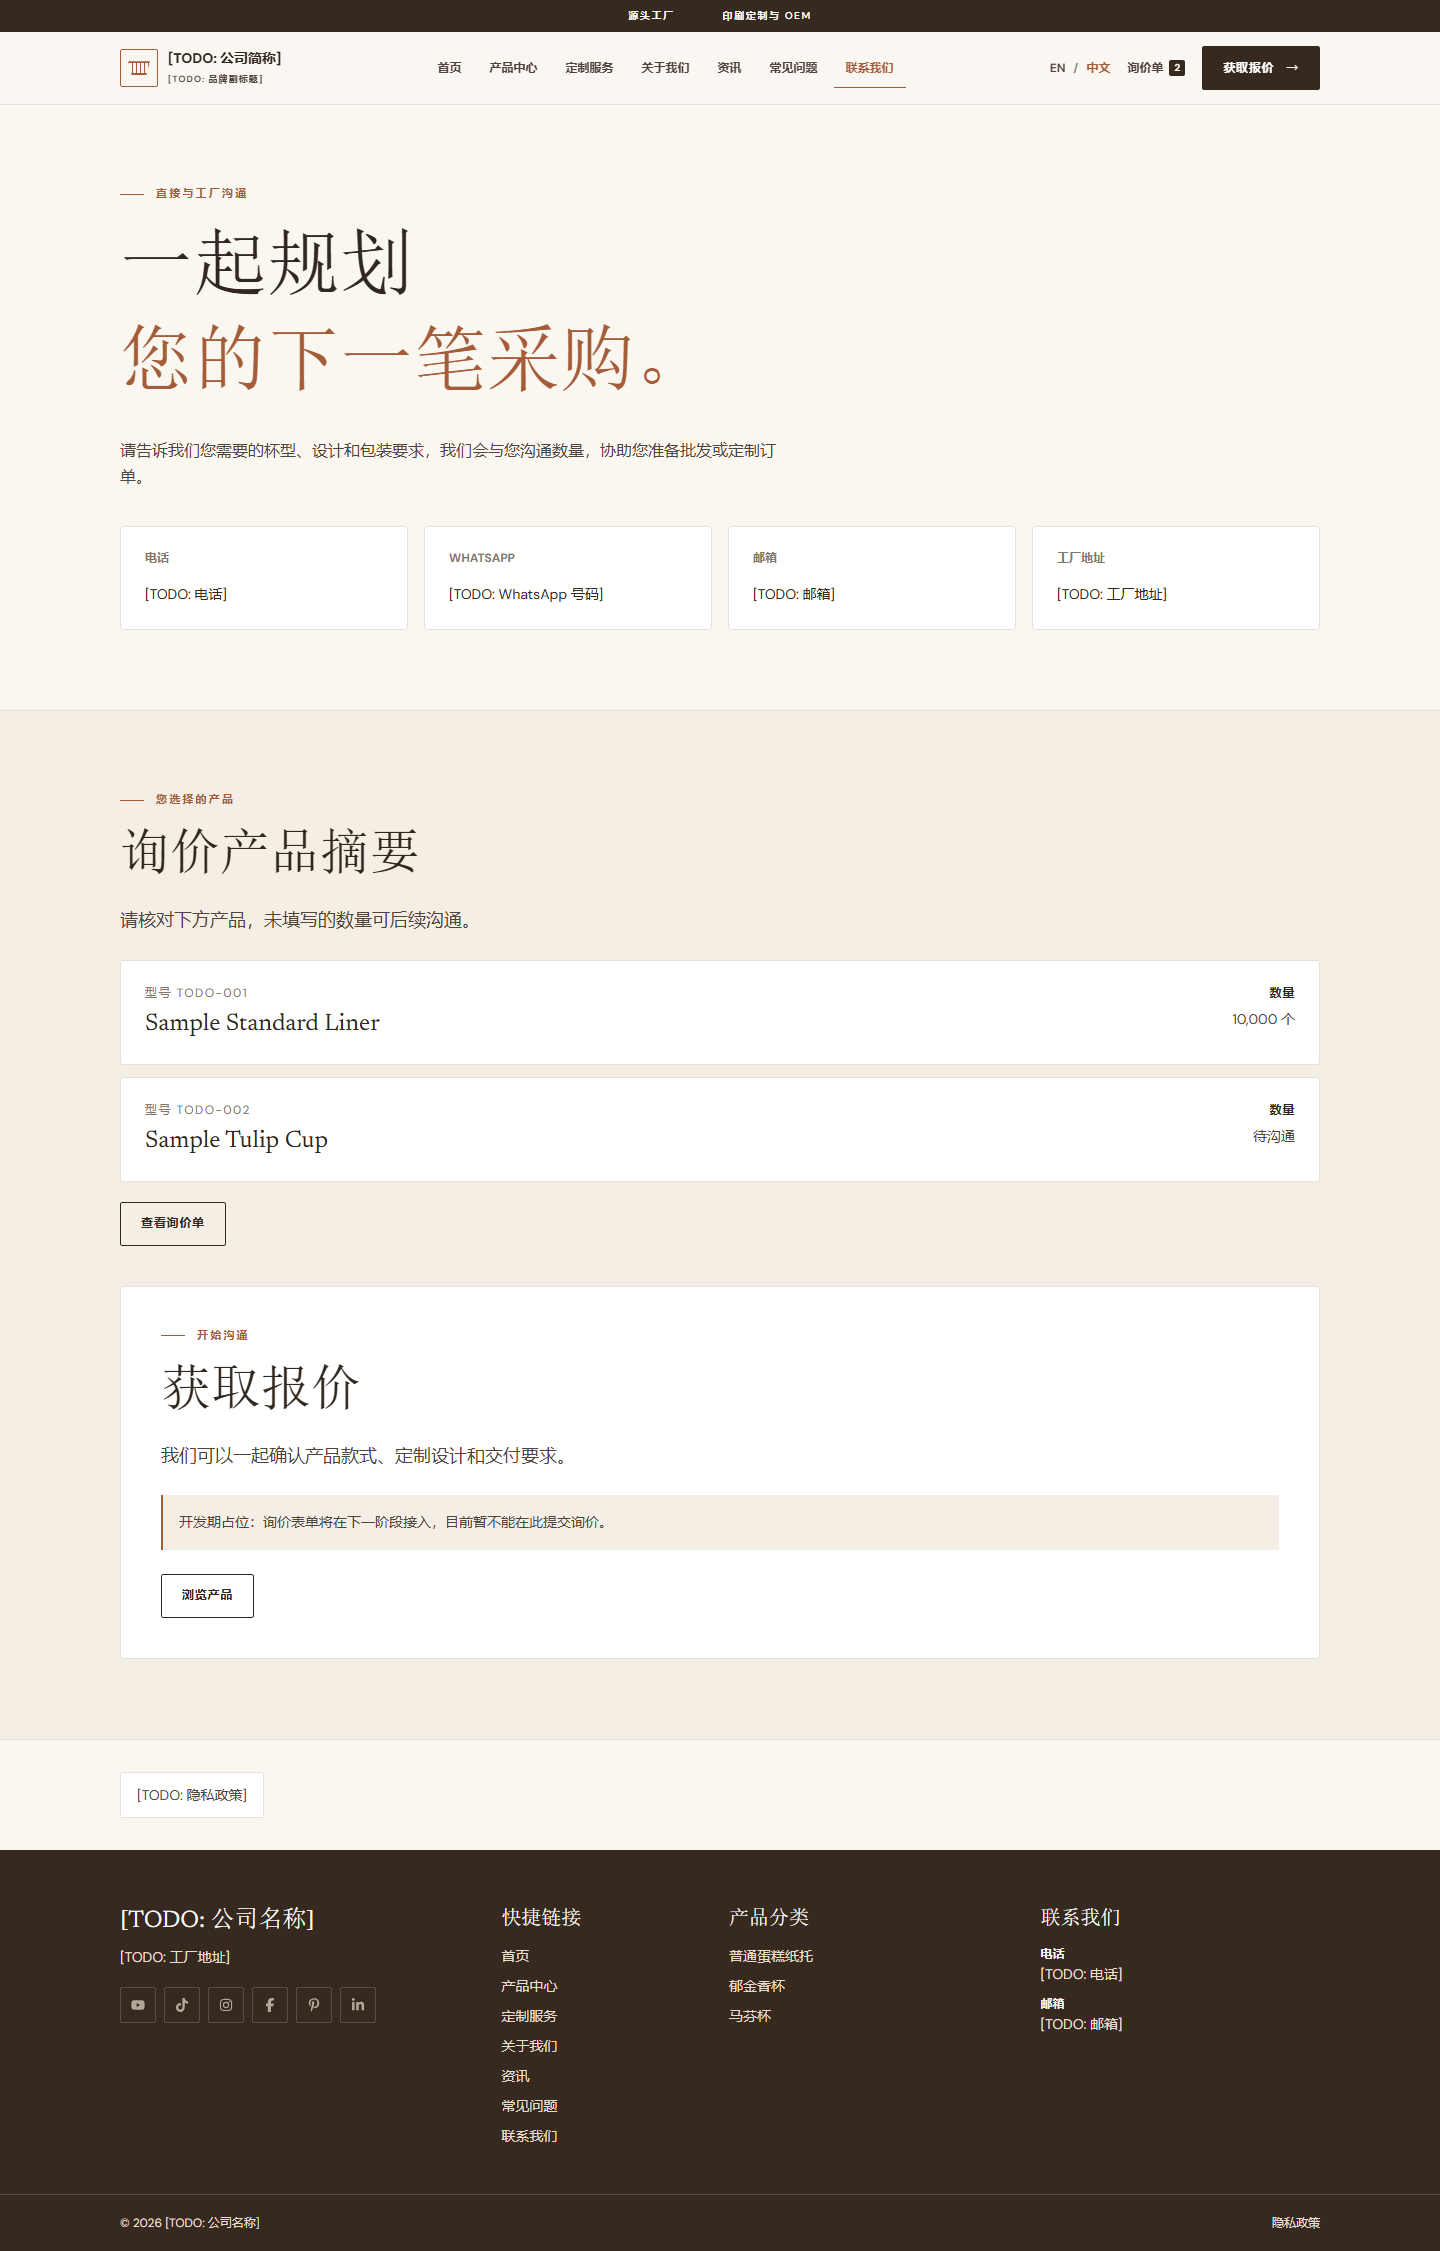 源头工厂 印刷定制与 OEM
[TODO: 公司简称]
[TODO: 品牌副标题]
首页 产品中心 定制服务 关于我们 资讯 常见问题 联系我们
EN / 中文 询价单 2 获取报价 →
直接与工厂沟通
一起规划
您的下一笔采购。
请告诉我们您需要的杯型、设计和包装要求，我们会与您沟通数量，协助您准备批发或定制订
单。
电话
[TODO: 电话]
WHATSAPP
[TODO: WhatsApp 号码]
邮箱
[TODO: 邮箱]
工厂地址
[TODO: 工厂地址]
您选择的产品
询价产品摘要
请核对下方产品，未填写的数量可后续沟通。
型号 TODO-001
Sample Standard Liner
数量
10,000 个
型号 TODO-002
Sample Tulip Cup
数量
待沟通
查看询价单
开始沟通
获取报价
我们可以一起确认产品款式、定制设计和交付要求。
开发期占位：询价表单将在下一阶段接入，目前暂不能在此提交询价。
浏览产品
[TODO: 隐私政策]
[TODO: 公司名称]
[TODO: 工厂地址]
快捷链接
首页
产品中心
定制服务
关于我们
资讯
常见问题
联系我们
产品分类
普通蛋糕纸托
郁金香杯
马芬杯
联系我们
电话
[TODO: 电话]
邮箱
[TODO: 邮箱]
© 2026 [TODO: 公司名称]
隐私政策